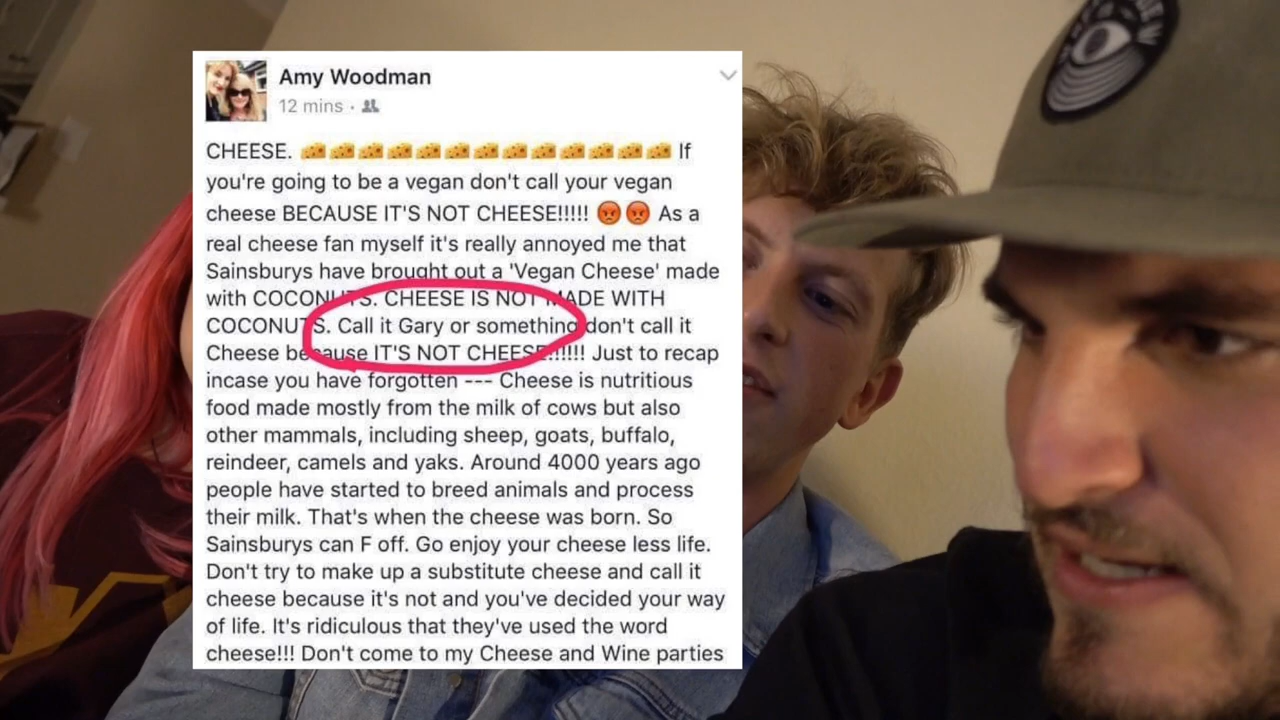 Amy Woodman
12 mins ·
CHEESE. 🧀🧀🧀🧀🧀🧀🧀🧀🧀🧀🧀🧀🧀 If
you're going to be a vegan don't call your vegan
cheese BECAUSE IT'S NOT CHEESE!!!!! 😡😡 As a
real cheese fan myself it's really annoyed me that
Sainsburys have brought out a 'Vegan Cheese' made
with COCONUTS. CHEESE IS NOT MADE WITH
COCONUTS. Call it Gary or something don't call it
Cheese because IT'S NOT CHEESE!!!!!! Just to recap
incase you have forgotten --- Cheese is nutritious
food made mostly from the milk of cows but also
other mammals, including sheep, goats, buffalo,
reindeer, camels and yaks. Around 4000 years ago
people have started to breed animals and process
their milk. That's when the cheese was born. So
Sainsburys can F off. Go enjoy your cheese less life.
Don't try to make up a substitute cheese and call it
cheese because it's not and you've decided your way
of life. It's ridiculous that they've used the word
cheese!!! Don't come to my Cheese and Wine parties